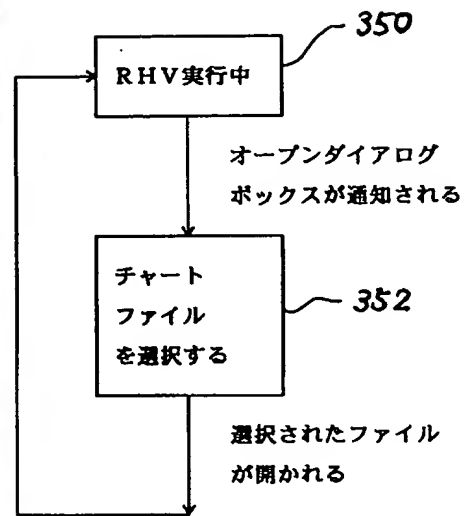 350
RHV実行中
オープンダイアログ
ボックスが通知される
チャート
ファイル
を選択する
352
選択されたファイル
が開かれる